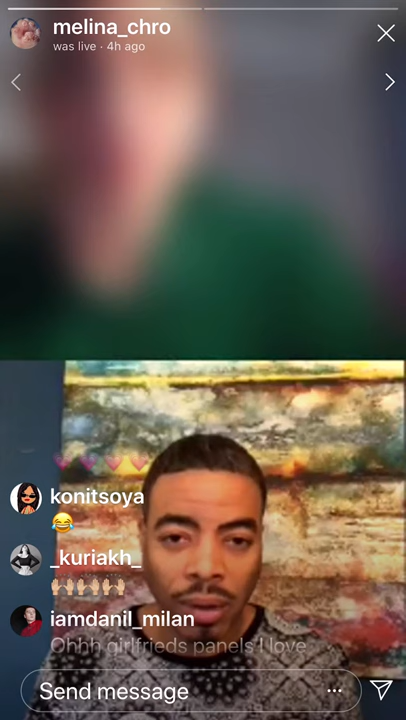 melina_chro
was live · 4h ago
konitsoya
😂
_kuriakh_
🙌🏼🙌🏼🙌🏼🙌🏼
iamdanil_milan
Ohhh girlfrieds panels I love
Send message